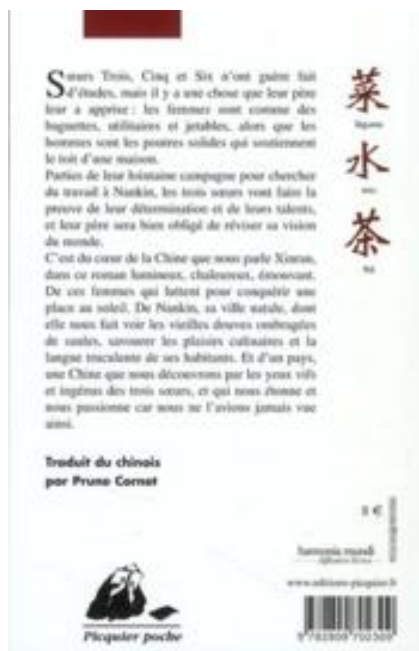 Sœurs Trois, Cinq et Six n'ont guère fait
d'études, mais il y a une chose que leur père
leur a apprise : les femmes sont comme des
baguettes, utilitaires et jetables, alors que les
hommes sont les poutres solides qui soutiennent
le toit d'une maison.
Parties de leur lointaine campagne pour chercher
du travail à Nankin, les trois sœurs vont faire la
preuve de leur détermination et de leurs talents,
et leur père sera bien obligé de réviser sa vision
du monde.
C'est du cœur de la Chine que nous parle Xinran,
dans ce roman lumineux, chaleureux, émouvant.
De ces femmes qui luttent pour conquérir une
place au soleil. De Nankin, sa ville natale, dont
elle nous fait voir les vieilles douves ombragées
de saules, savourer les plaisirs culinaires et la
langue truculente de ses habitants. Et d'un pays,
une Chine que nous découvrons par les yeux vifs
et ingénus des trois sœurs, et qui nous étonne et
nous passionne car nous ne l'avions jamais vue
ainsi.
Traduit du chinois
par Prune Cornet
菜
légume
水
eau
茶
thé
8 €
harmonia mundi
www.editions-picquier.fr
Picquier poche
9 782809 702309